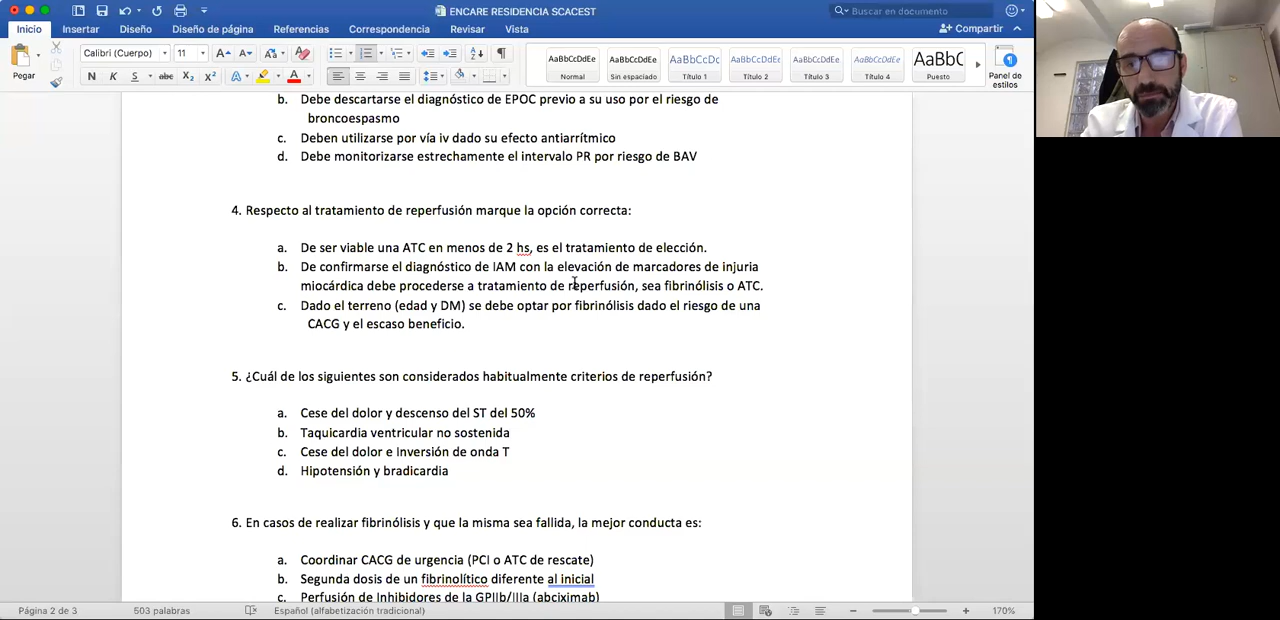 ENCARE RESIDENCIA SCACEST
Buscar en documento
Inicio Insertar Diseño Diseño de página Referencias Correspondencia Revisar Vista
Compartir
Pegar
Calibri (Cuerpo) 11
N K S abc X₂ X² A A
AaBbCcDdEe AaBbCcDdEe AaBbCcDc AaBbCcDdEe AaBbCcDdEe AaBbCcDdEe AaBbC
Normal Sin espaciado Título 1 Título 2 Título 3 Título 4 Puesto
Panel de
estilos
b. Debe descartarse el diagnóstico de EPOC previo a su uso por el riesgo de
broncoespasmo
c. Deben utilizarse por vía iv dado su efecto antiarrítmico
d. Debe monitorizarse estrechamente el intervalo PR por riesgo de BAV
4. Respecto al tratamiento de reperfusión marque la opción correcta:
a. De ser viable una ATC en menos de 2 hs, es el tratamiento de elección.
b. De confirmarse el diagnóstico de IAM con la elevación de marcadores de injuria
miocárdica debe procederse a tratamiento de reperfusión, sea fibrinólisis o ATC.
c. Dado el terreno (edad y DM) se debe optar por fibrinólisis dado el riesgo de una
CACG y el escaso beneficio.
5. ¿Cuál de los siguientes son considerados habitualmente criterios de reperfusión?
a. Cese del dolor y descenso del ST del 50%
b. Taquicardia ventricular no sostenida
c. Cese del dolor e Inversión de onda T
d. Hipotensión y bradicardia
6. En casos de realizar fibrinólisis y que la misma sea fallida, la mejor conducta es:
a. Coordinar CACG de urgencia (PCI o ATC de rescate)
b. Segunda dosis de un fibrinolítico diferente al inicial
c. Perfusión de Inhibidores de la GPIIb/IIIa (abciximab)
Página 2 de 3 503 palabras Español (alfabetización tradicional) 170%